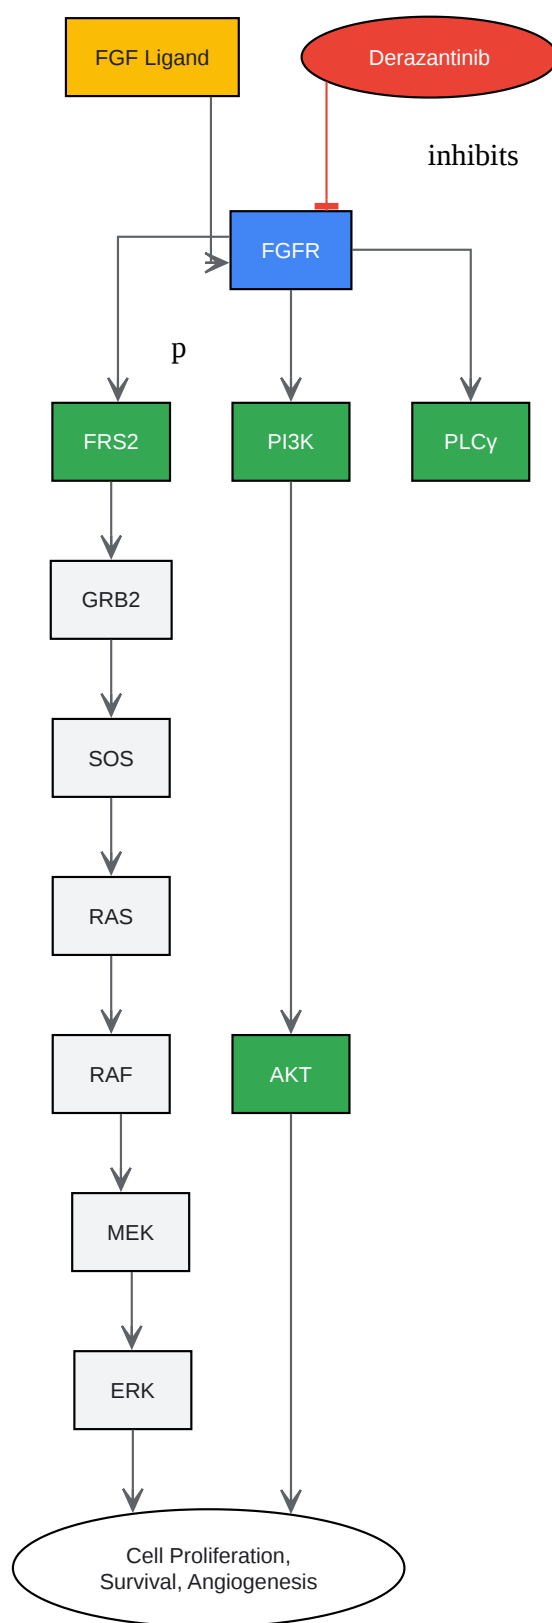 FGF Ligand
Derazantinib
inhibits
FGFR
p
FRS2
PI3K
PLCγ
GRB2
SOS
RAS
RAF
AKT
MEK
ERK
Cell Proliferation,
Survival, Angiogenesis